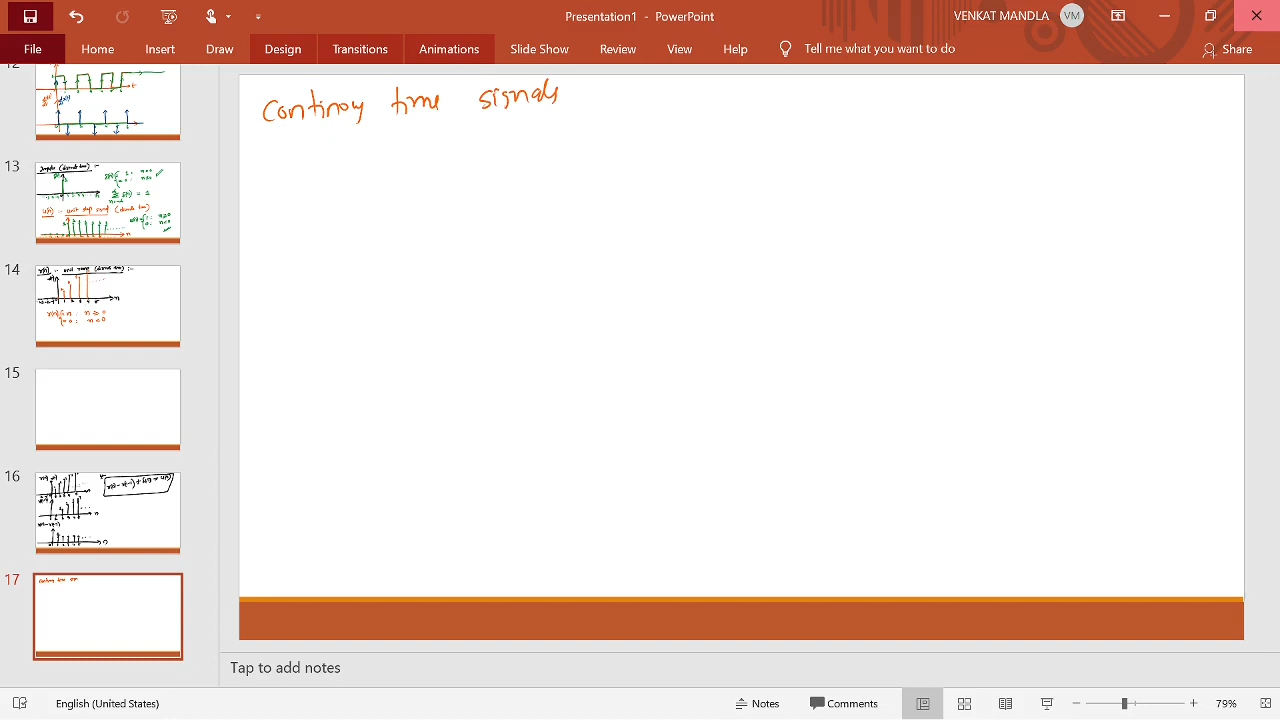 Presentation1 - PowerPoint
VENKAT MANDLA
VM
File
Home
Insert
Draw
Design
Transitions
Animations
Slide Show
Review
View
Help
Tell me what you want to do
Share
12
13
14
15
16
17
time signals
Tap to add notes
English (United States)
Notes
Comments
79%